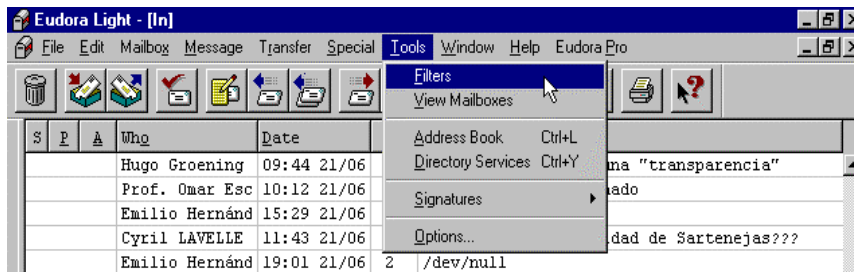 Eudora Light - [In]
File Edit Mailbox Message Transfer Special Tools Window Help Eudora Pro
Filters
View Mailboxes
Address Book Ctrl+L
Directory Services Ctrl+Y
Signatures
Options...
S P A Who Date
Hugo Groening 09:44 21/06 na "transparencia"
Prof. Omar Esc 10:12 21/06 ado
Emilio Hernánd 15:29 21/06
Cyril LAVELLE 11:43 21/06 dad de Sartenejas???
Emilio Hernánd 19:01 21/06 2 /dev/null